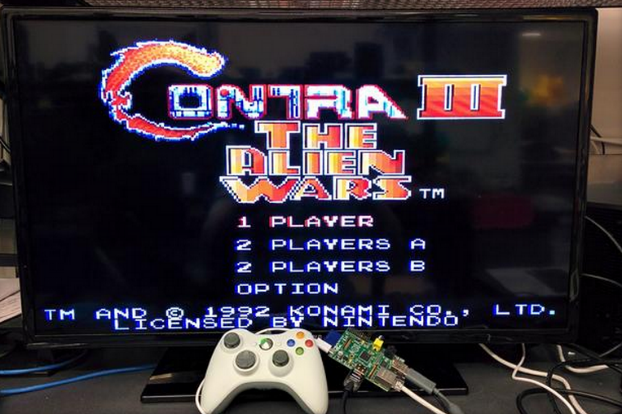 CONTRA III
THE
ALIEN
WARS TM
1 PLAYER
2 PLAYERS A
2 PLAYERS B
OPTION
TM AND © 1992 KONAMI CO., LTD.
LICENSED BY NINTENDO